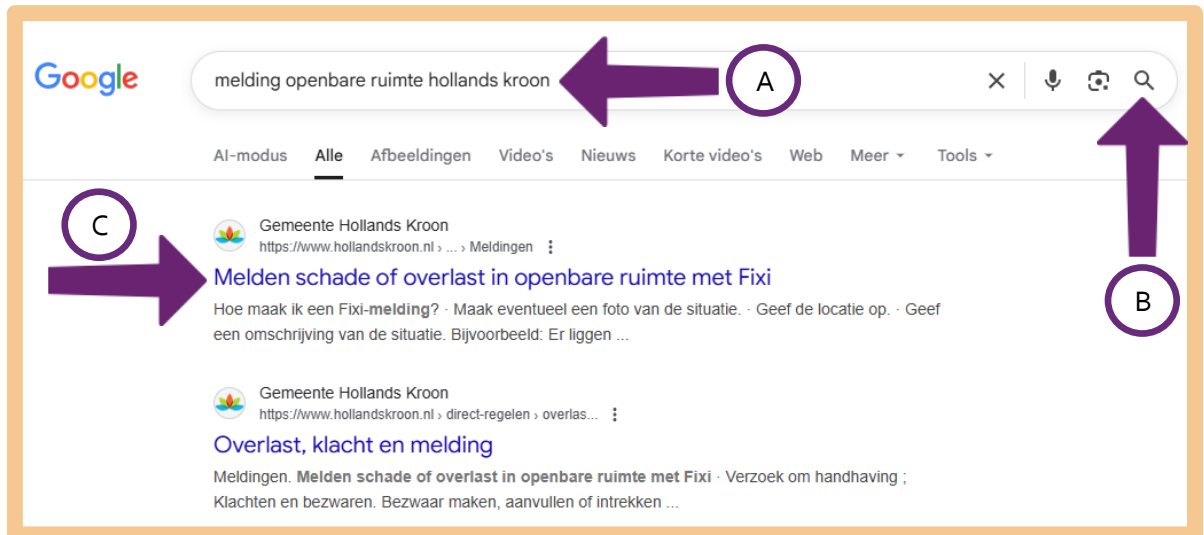 Google
melding openbare ruimte hollands kroon
A
AI-modus Alle Afbeeldingen Video's Nieuws Korte video's Web Meer Tools
C
Gemeente Hollands Kroon
https://www.hollandskroon.nl › ... › Meldingen
Melden schade of overlast in openbare ruimte met Fixi
Hoe maak ik een Fixi-melding? · Maak eventueel een foto van de situatie. · Geef de locatie op. · Geef
een omschrijving van de situatie. Bijvoorbeeld: Er liggen ...
B
Gemeente Hollands Kroon
https://www.hollandskroon.nl › direct-regelen › overlas...
Overlast, klacht en melding
Meldingen. Melden schade of overlast in openbare ruimte met Fixi · Verzoek om handhaving ;
Klachten en bezwaren. Bezwaar maken, aanvullen of intrekken ...